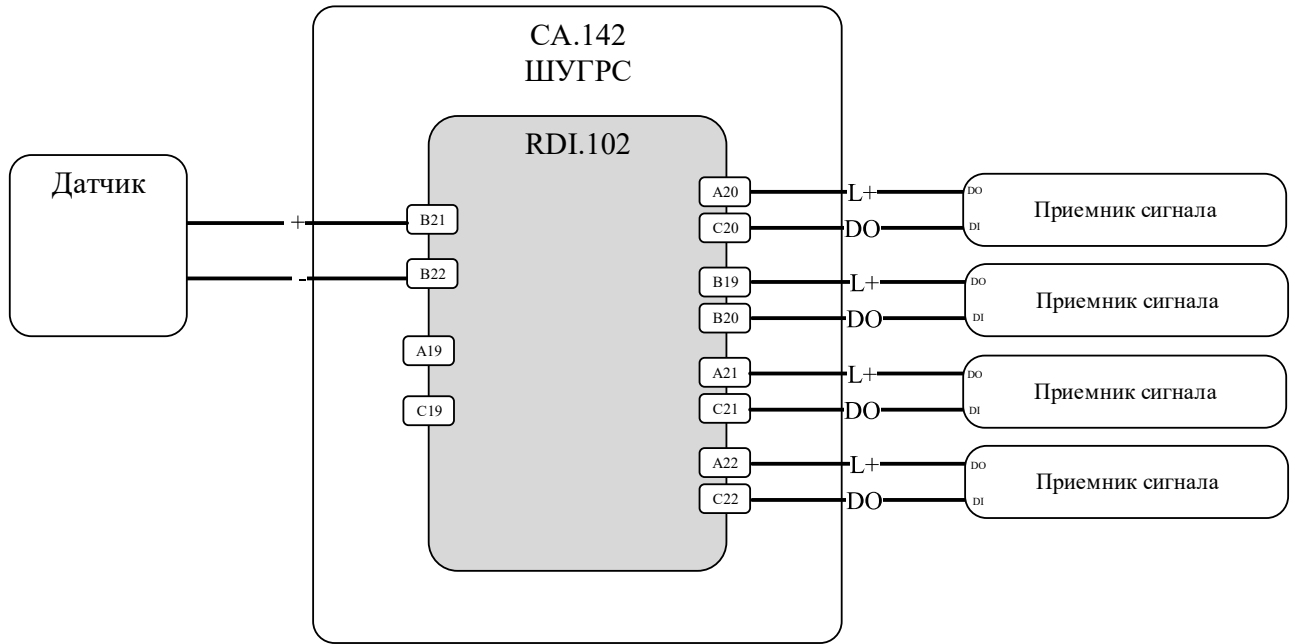 СА.142
ШУГРС
RDI.102
Датчик
+
-
B21
B22
A19
C19
A20
L+
DO
Приемник сигнала
C20
DO
DI
B19
L+
DO
Приемник сигнала
B20
DO
DI
A21
L+
DO
Приемник сигнала
C21
DO
DI
A22
L+
DO
Приемник сигнала
C22
DO
DI